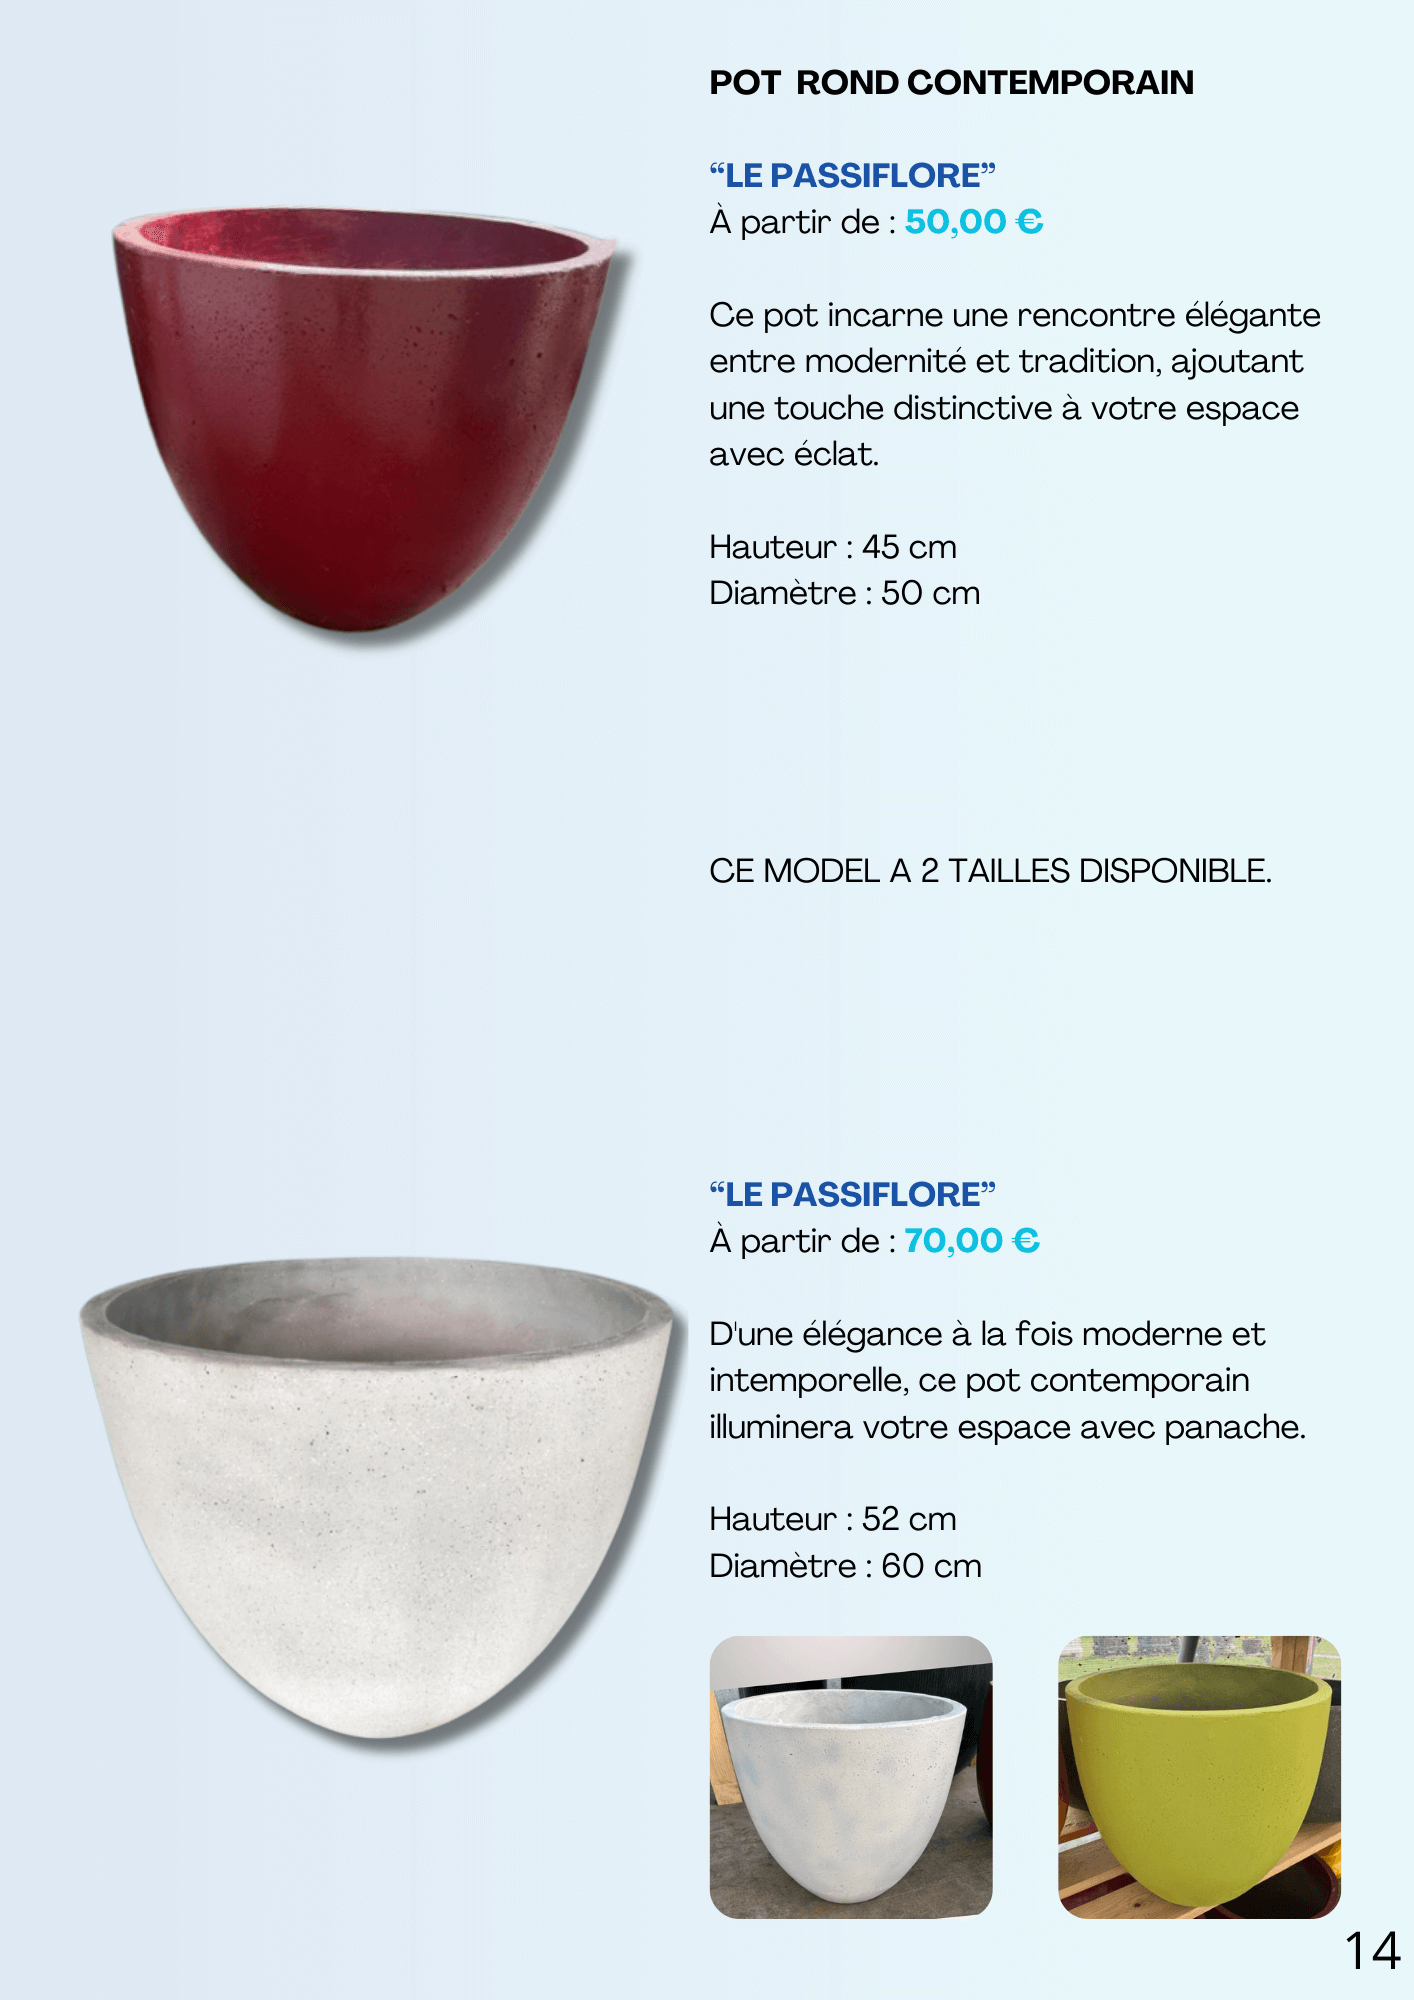 POT ROND CONTEMPORAIN
“LE PASSIFLORE”
À partir de : 50,00 €
Ce pot incarne une rencontre élégante
entre modernité et tradition, ajoutant
une touche distinctive à votre espace
avec éclat.
Hauteur : 45 cm
Diamètre : 50 cm
CE MODEL A 2 TAILLES DISPONIBLE.
“LE PASSIFLORE”
À partir de : 70,00 €
D'une élégance à la fois moderne et
intemporelle, ce pot contemporain
illuminera votre espace avec panache.
Hauteur : 52 cm
Diamètre : 60 cm
14